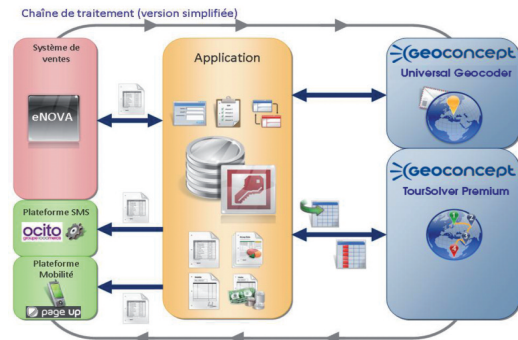 Chaîne de traitement (version simplifiée)
Système de
ventes
eNOVA
Plateforme SMS
ocito
Plateforme
Mobilité
page up
Application
GEOCONCEPT
Universal Geocoder
GEOCONCEPT
TourSolver Premium